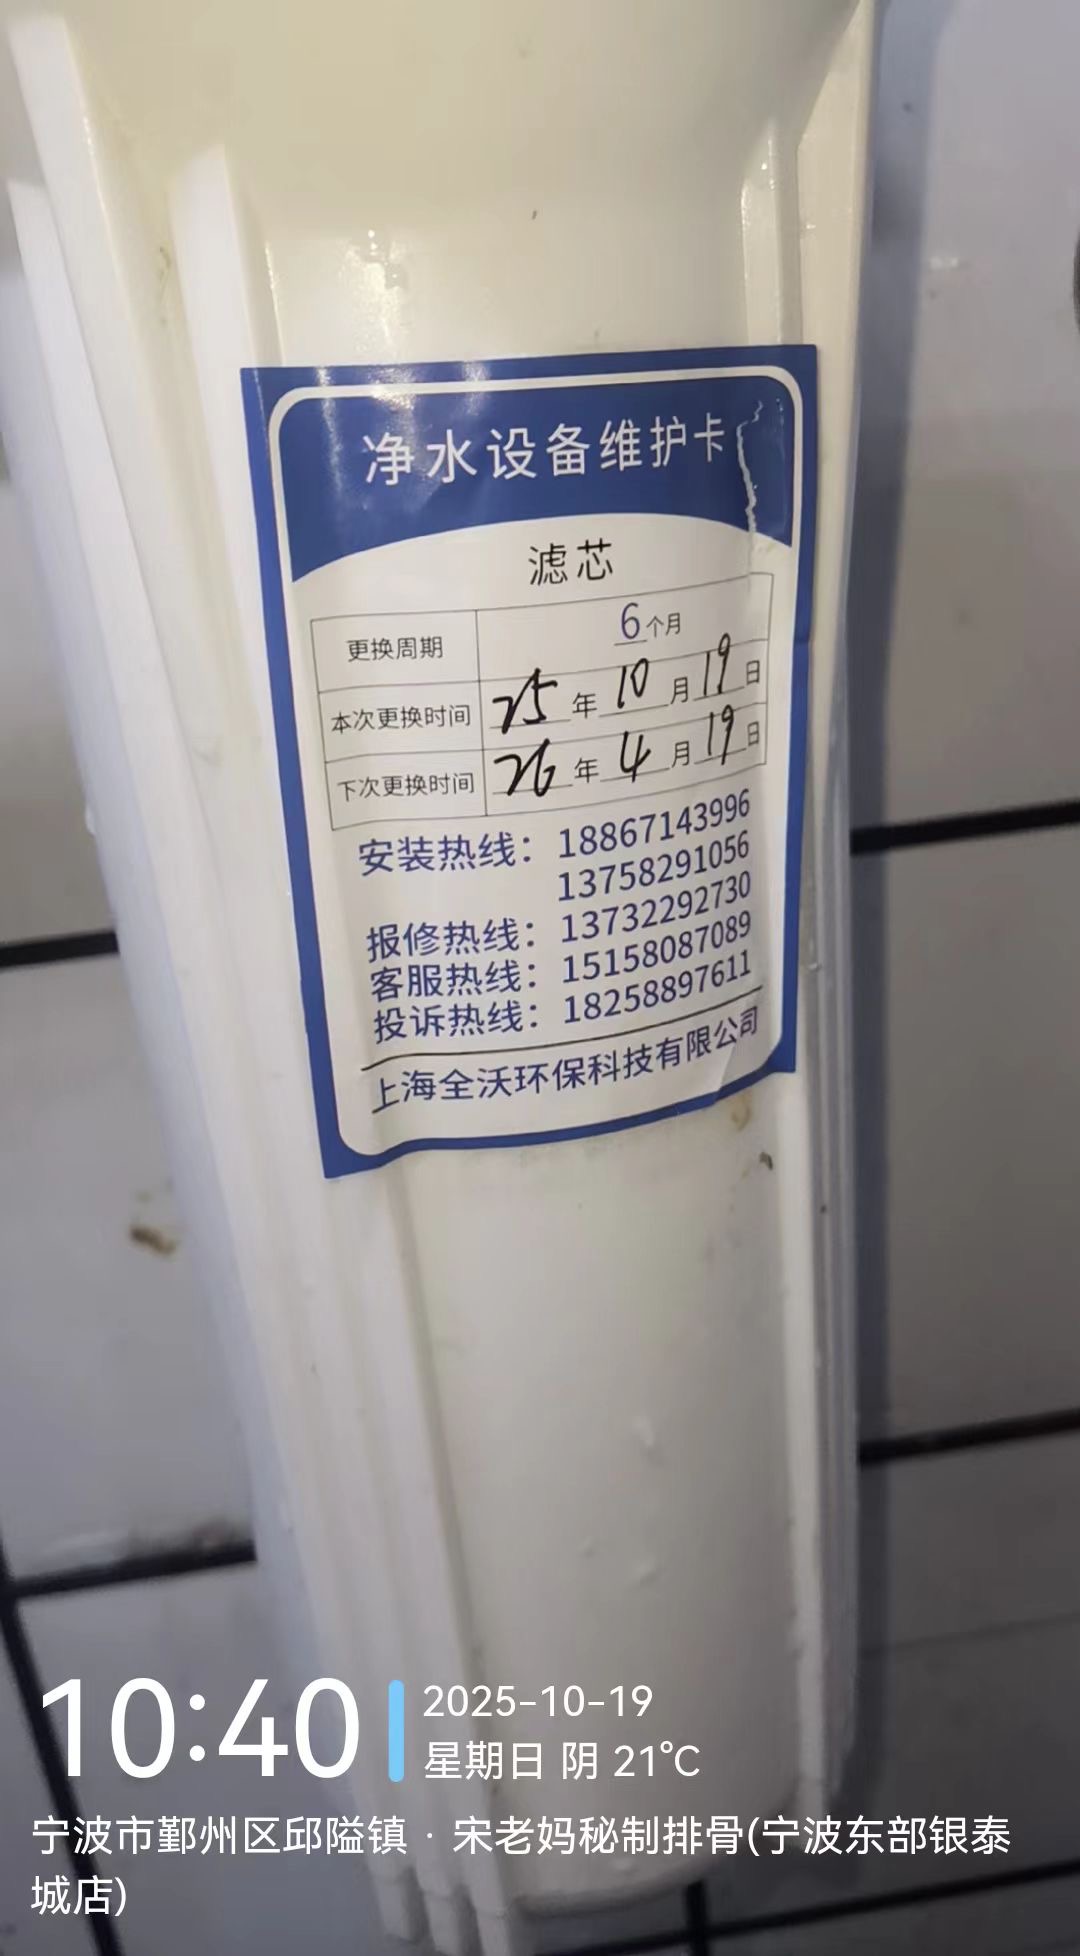 净水设备维护卡
滤芯
更换周期 6个月
本次更换时间 25年10月19日
下次更换时间 26年4月19日
安装热线：18867143996
13758291056
报修热线：13732292730
客服热线：15158087089
投诉热线：18258897611
上海全沃环保科技有限公司
10:40
2025-10-19
星期日 阴 21℃
宁波市鄞州区邱隘镇 · 宋老妈秘制排骨(宁波东部银泰
城店)